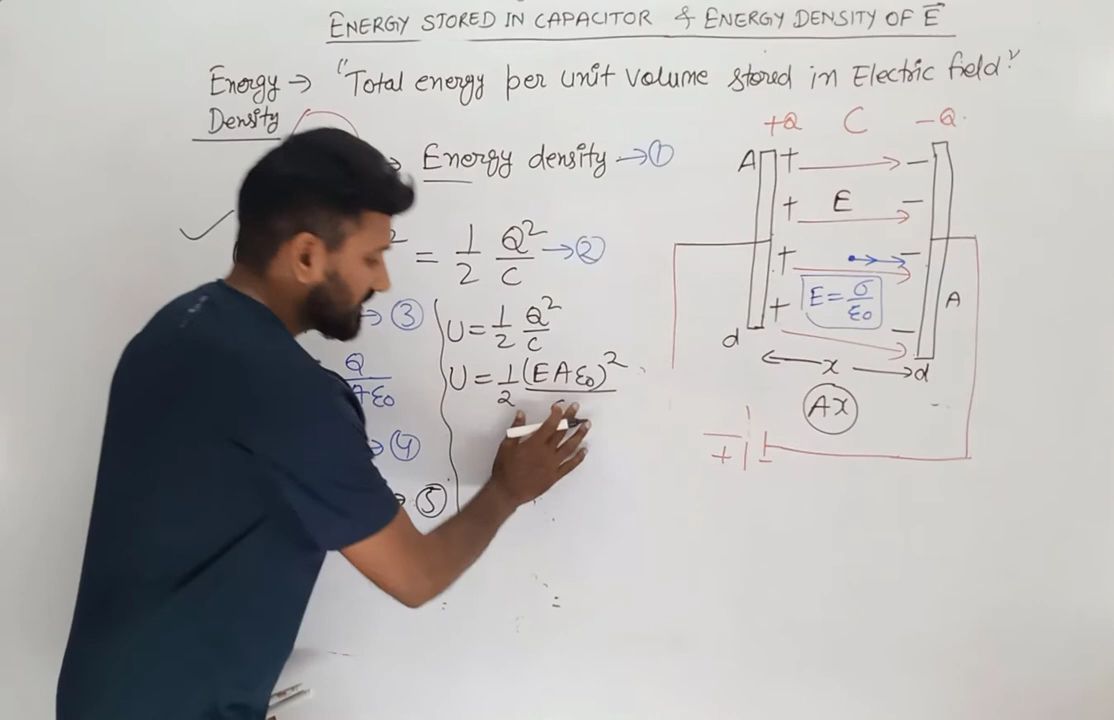 ENERGY STORED IN CAPACITOR & ENERGY DENSITY OF E⃗
Energy → "Total energy per unit volume stored in Electric field"
Density
Energy density → ①
² = 1/2 Q²/C → ②
→ ③
Q/Aε₀
→ ④
→ ⑤
U = 1/2 Q²/C
U = 1/2 (EAε₀)²
+Q C -Q
A + -
+ E -
+ -
+ E = σ/ε₀ A
-
d ← x → d
Ax
+ -